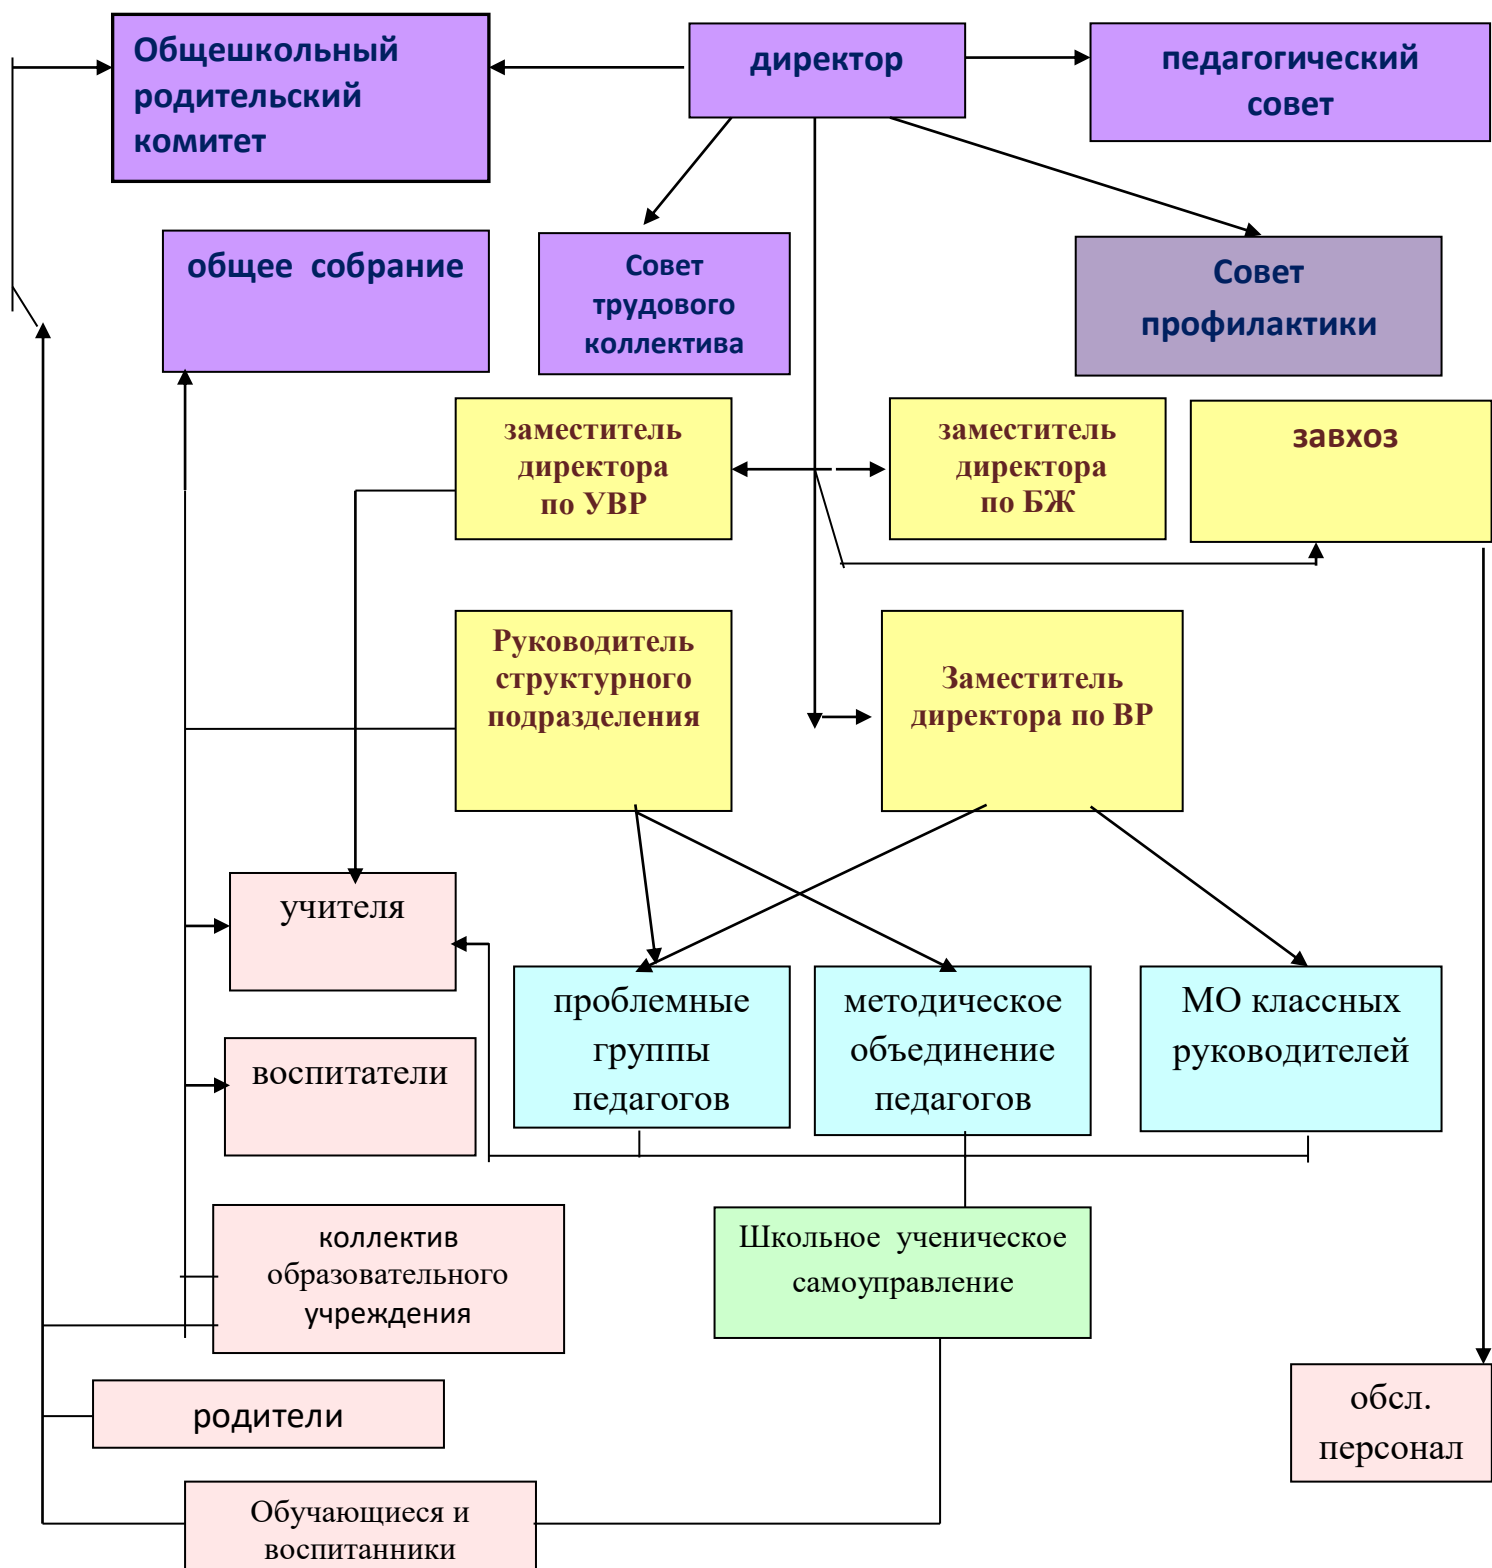 Общешкольный
родительский
комитет
директор
педагогический
совет
общее собрание
Совет
трудового
коллектива
Совет
профилактики
заместитель
директора
по УВР
заместитель
директора
по БЖ
завхоз
Руководитель
структурного
подразделения
Заместитель
директора по ВР
учителя
проблемные
группы
педагогов
методическое
объединение
педагогов
МО классных
руководителей
воспитатели
коллектив
образовательного
учреждения
Школьное ученическое
самоуправление
родители
обсл.
персонал
Обучающиеся и
воспитанники